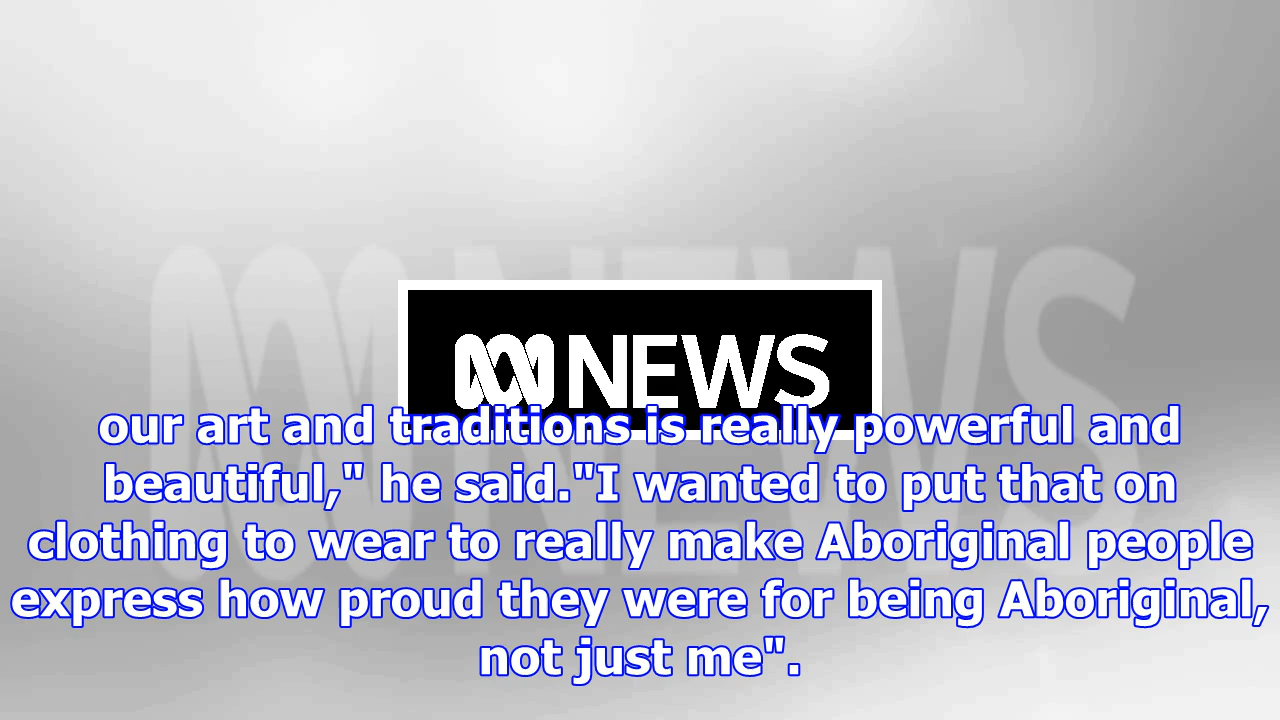 NEWS
NEWS
our art and traditions is really powerful and
beautiful," he said."I wanted to put that on
clothing to wear to really make Aboriginal people
express how proud they were for being Aboriginal,
not just me".